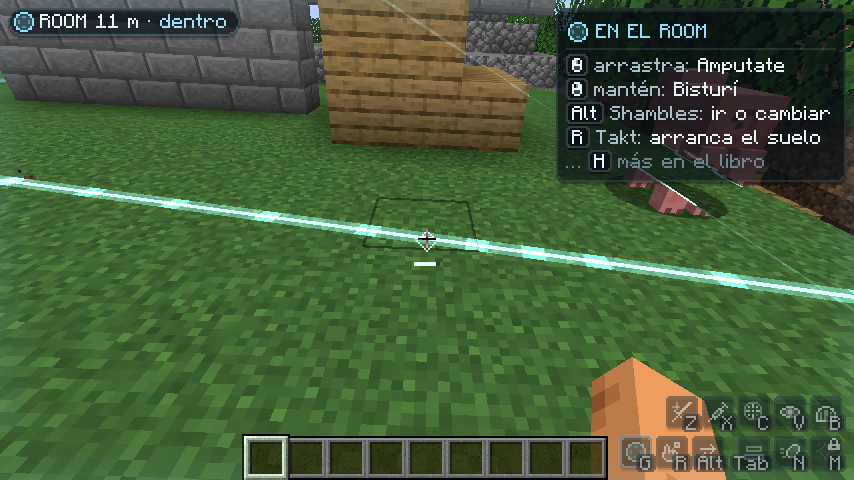 ROOM 11 m · dentro
EN EL ROOM
arrastra: Amputate
mantén: Bisturí
Alt Shambles: ir o cambiar
R Takt: arranca el suelo
... H más en el libro
Z X C V B
G R Alt Tab N M